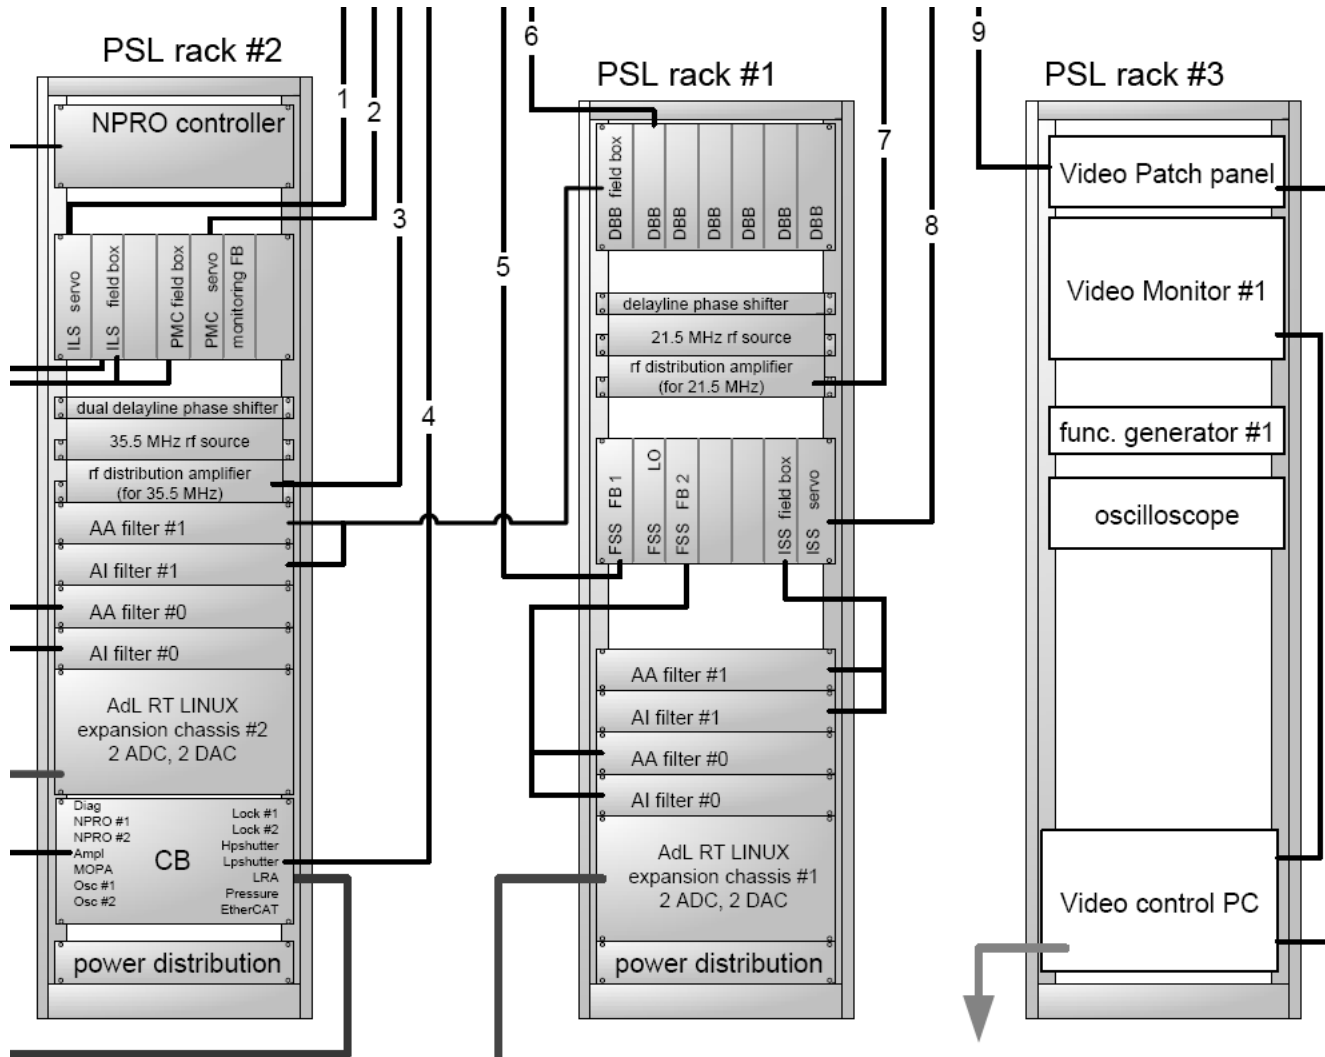 PSL rack #2
NPRO controller
1
2
3
ILS servo
ILS field box
PMC field box
PMC servo
monitoring FB
dual delayline phase shifter
35.5 MHz rf source
rf distribution amplifier
(for 35.5 MHz)
4
AA filter #1
AI filter #1
AA filter #0
AI filter #0
AdL RT LINUX
expansion chassis #2
2 ADC, 2 DAC
Diag
NPRO #1
NPRO #2
Ampl
MOPA
Osc #1
Osc #2
CB
Lock #1
Lock #2
Hpshutter
Lpshutter
LRA
Pressure
EtherCAT
power distribution
5
6
PSL rack #1
DBB field box
DBB
DBB
DBB
DBB
DBB
DBB
7
8
delayline phase shifter
21.5 MHz rf source
rf distribution amplifier
(for 21.5 MHz)
FSS FB 1
FSS LO
FSS FB 2
ISS field box
ISS servo
AA filter #1
AI filter #1
AA filter #0
AI filter #0
AdL RT LINUX
expansion chassis #1
2 ADC, 2 DAC
power distribution
9
PSL rack #3
Video Patch panel
Video Monitor #1
func. generator #1
oscilloscope
Video control PC